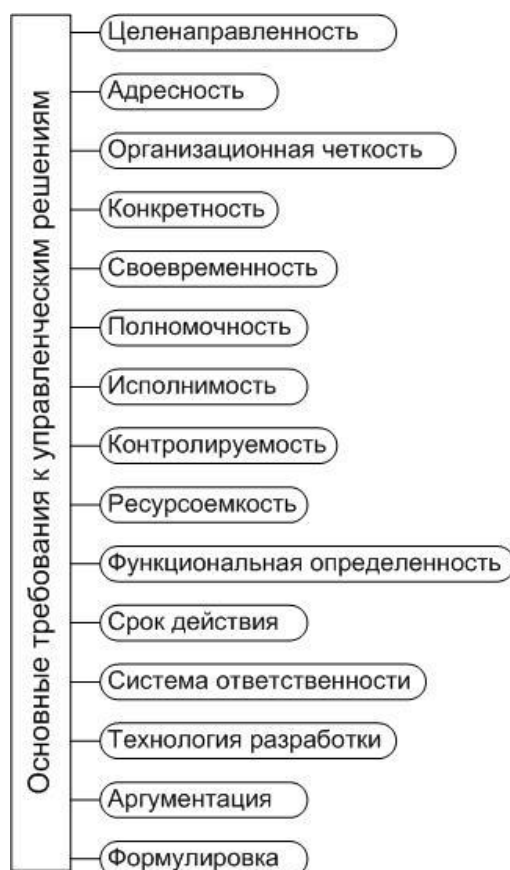 Основные требования к управленческим решениям
Целенаправленность
Адресность
Организационная четкость
Конкретность
Своевременность
Полномочность
Исполнимость
Контролируемость
Ресурсоемкость
Функциональная определенность
Срок действия
Система ответственности
Технология разработки
Аргументация
Формулировка